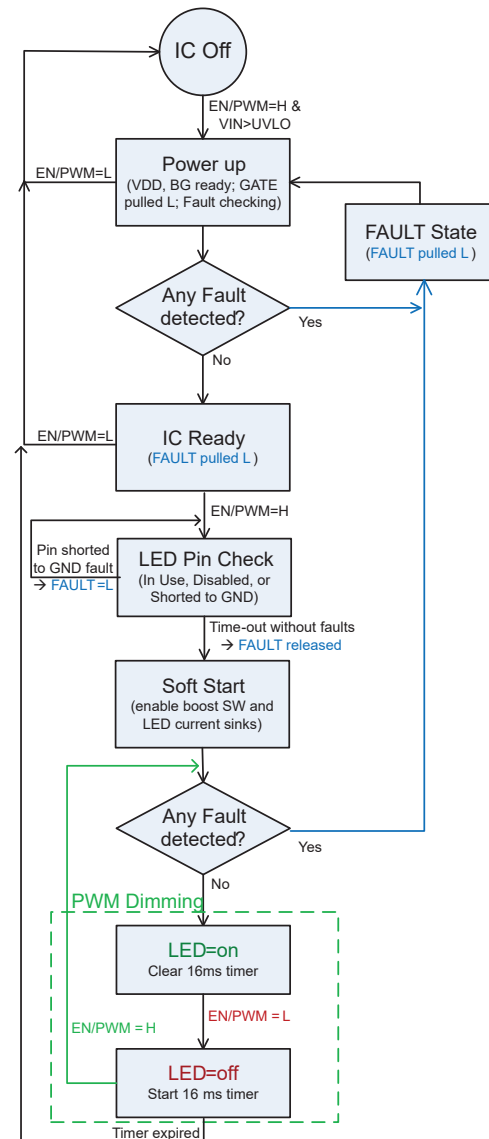 IC Off
EN/PWM=H &
VIN>UVLO
EN/PWM=L
Power up
(VDD, BG ready; GATE
pulled L; Fault checking)
FAULT State
(FAULT pulled L )
Any Fault
detected?
Yes
No
EN/PWM=L
IC Ready
(FAULT pulled L )
EN/PWM=H
Pin shorted
to GND fault
→ FAULT=L
LED Pin Check
(In Use, Disabled, or
Shorted to GND)
Time-out without faults
→ FAULT released
Soft Start
(enable boost SW and
LED current sinks)
Any Fault
detected?
Yes
No
PWM Dimming
LED=on
Clear 16ms timer
EN/PWM = H
EN/PWM = L
LED=off
Start 16 ms timer
Timer expired